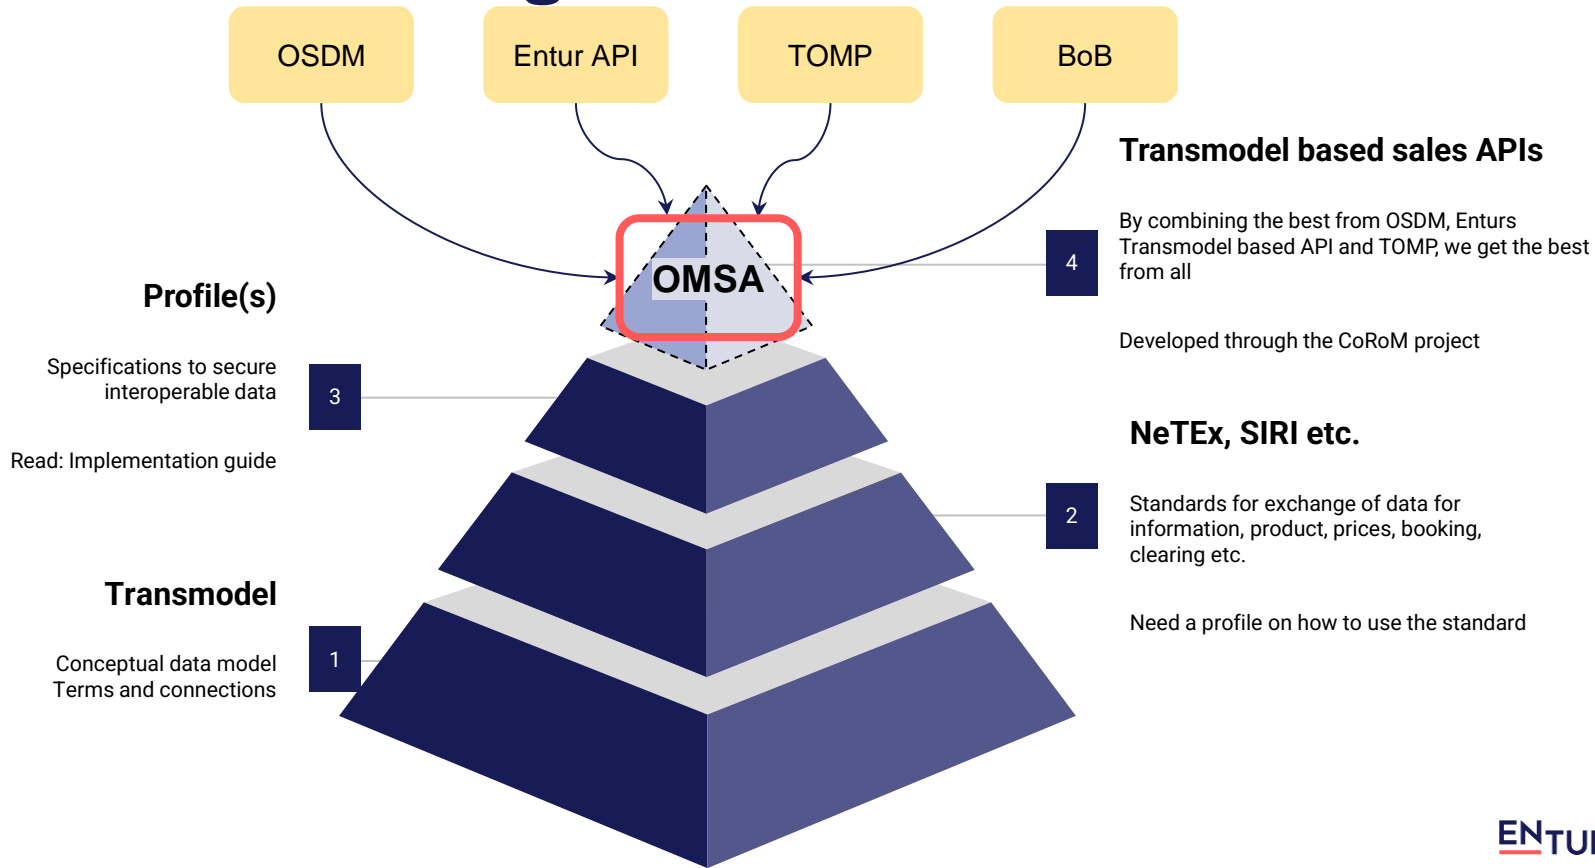 OSDM
Entur API
TOMP
BoB
OMSA
Transmodel based sales APIs
By combining the best from OSDM, Enturs
Transmodel based API and TOMP, we get the best
from all
Developed through the CoRoM project
4
Profile(s)
Specifications to secure
interoperable data
Read: Implementation guide
3
NeTEx, SIRI etc.
Standards for exchange of data for
information, product, prices, booking,
clearing etc.
Need a profile on how to use the standard
2
Transmodel
Conceptual data model
Terms and connections
1